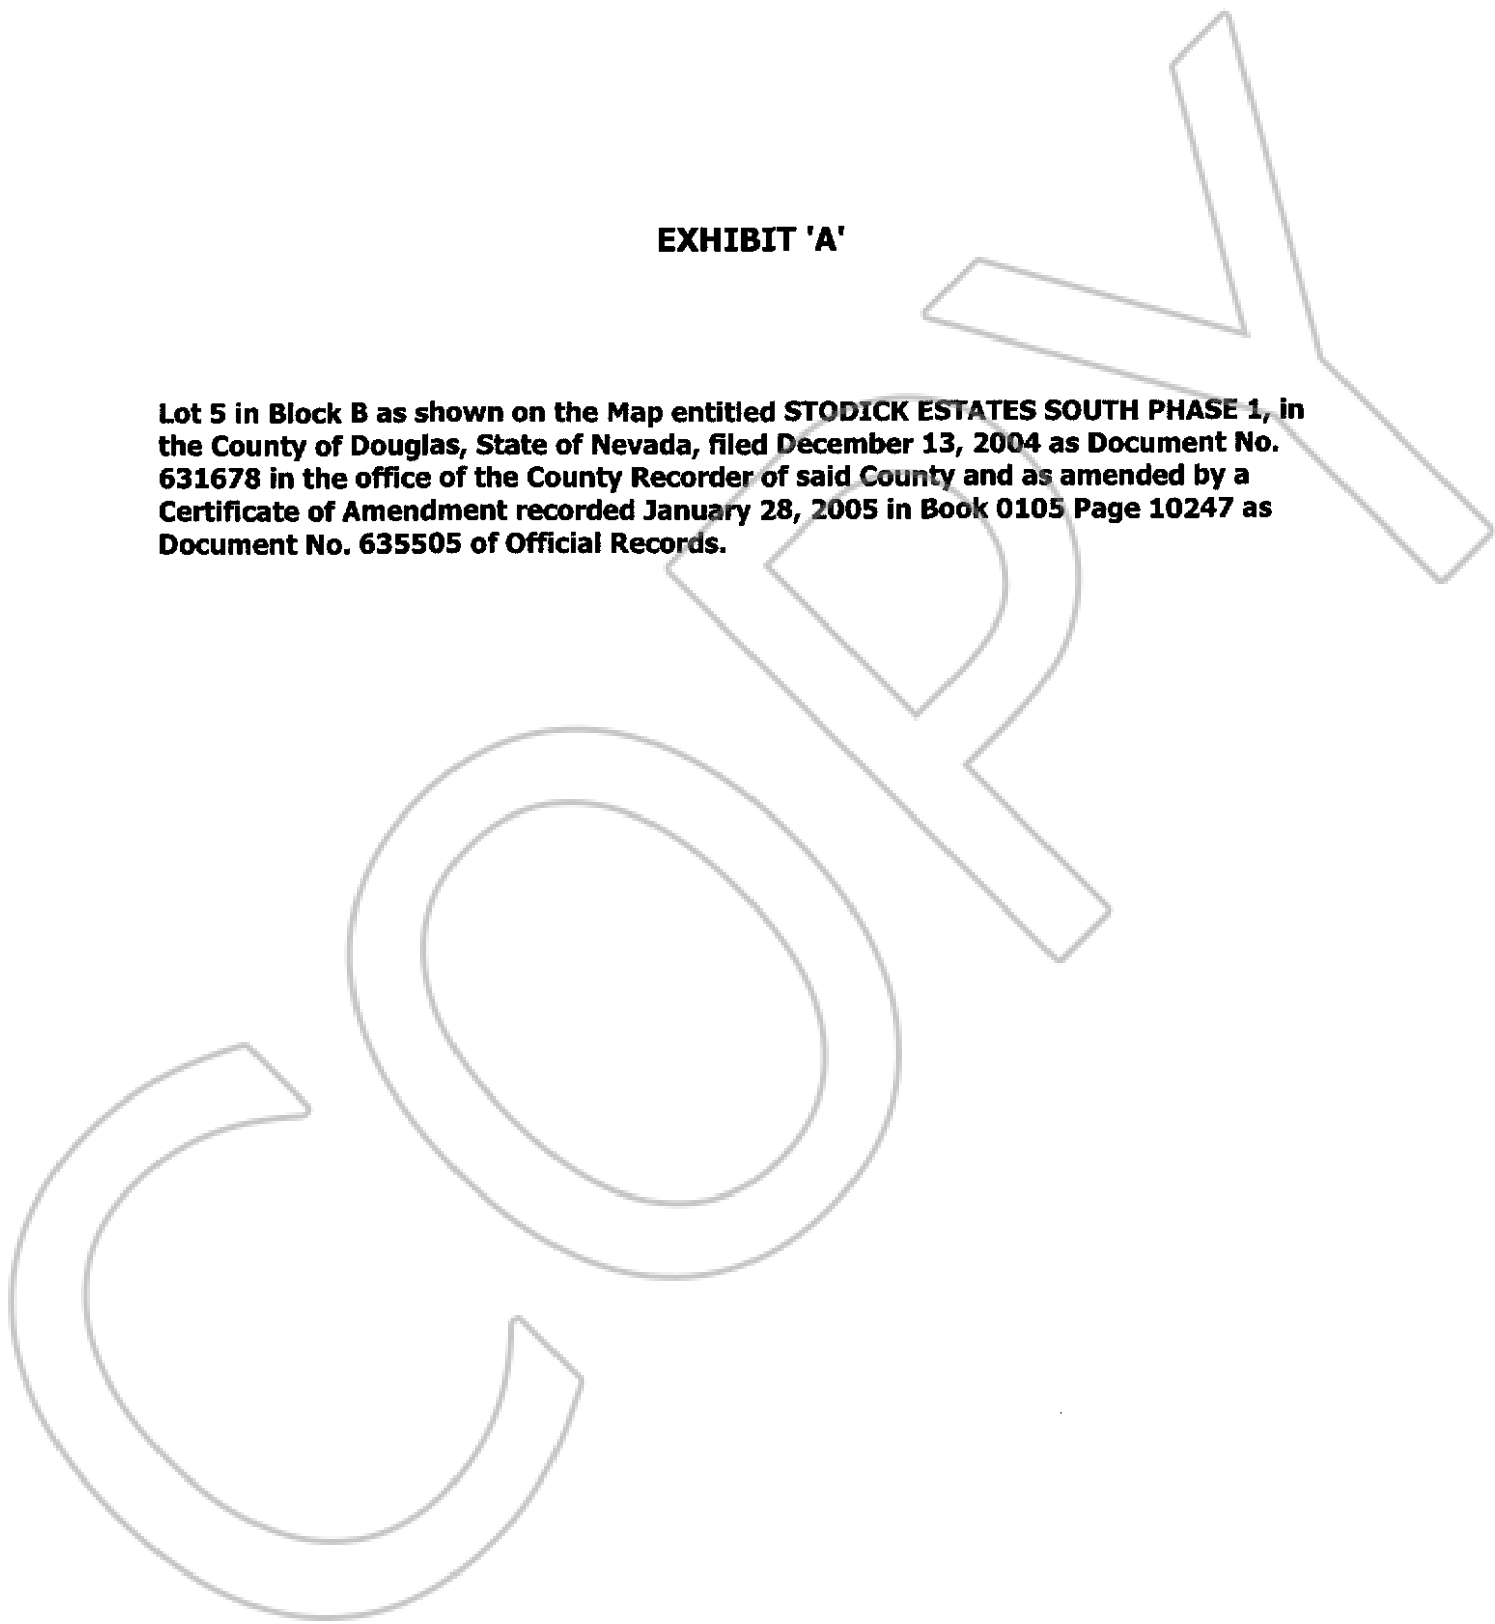 EXHIBIT 'A'
Lot 5 in Block B as shown on the Map entitled STODICK ESTATES SOUTH PHASE 1, in
the County of Douglas, State of Nevada, filed December 13, 2004 as Document No.
631678 in the office of the County Recorder of said County and as amended by a
Certificate of Amendment recorded January 28, 2005 in Book 0105 Page 10247 as
Document No. 635505 of Official Records.
COPY